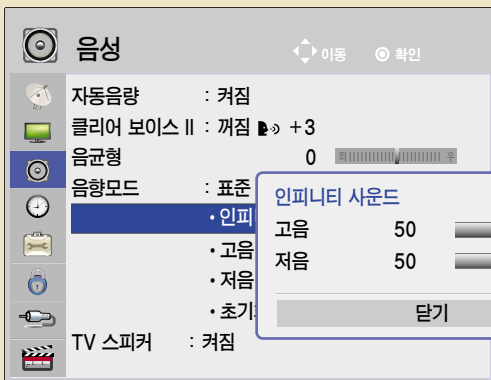 음성
이동 확인
자동음량 : 켜짐
클리어 보이스 II : 꺼짐 +3
음균형 0 좌 우
음향모드 : 표준
• 인피니
• 고음
• 저음
• 초기
TV 스피커 : 켜짐
인피니티 사운드
고음 50
저음 50
닫기